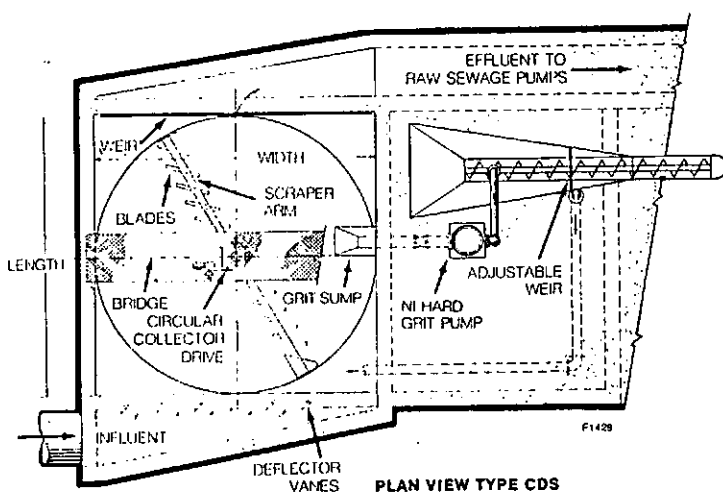 EFFLUENT TO
RAW SEWAGE PUMPS
WEIR
WIDTH
SCRAPER
ARM
BLADES
LENGTH
BRIDGE
CIRCULAR
COLLECTOR
DRIVE
GRIT SUMP
NI HARD
GRIT PUMP
ADJUSTABLE
WEIR
INFLUENT
F1429
DEFLECTOR
VANES
PLAN VIEW TYPE CDS